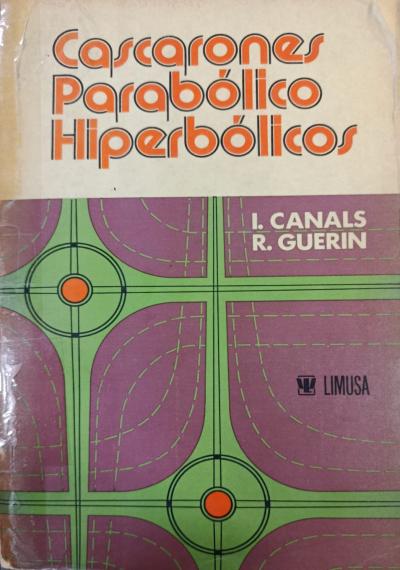 Cascarones
Parabólico
Hiperbólicos
I. CANALS
R. GUERIN
LIMUSA